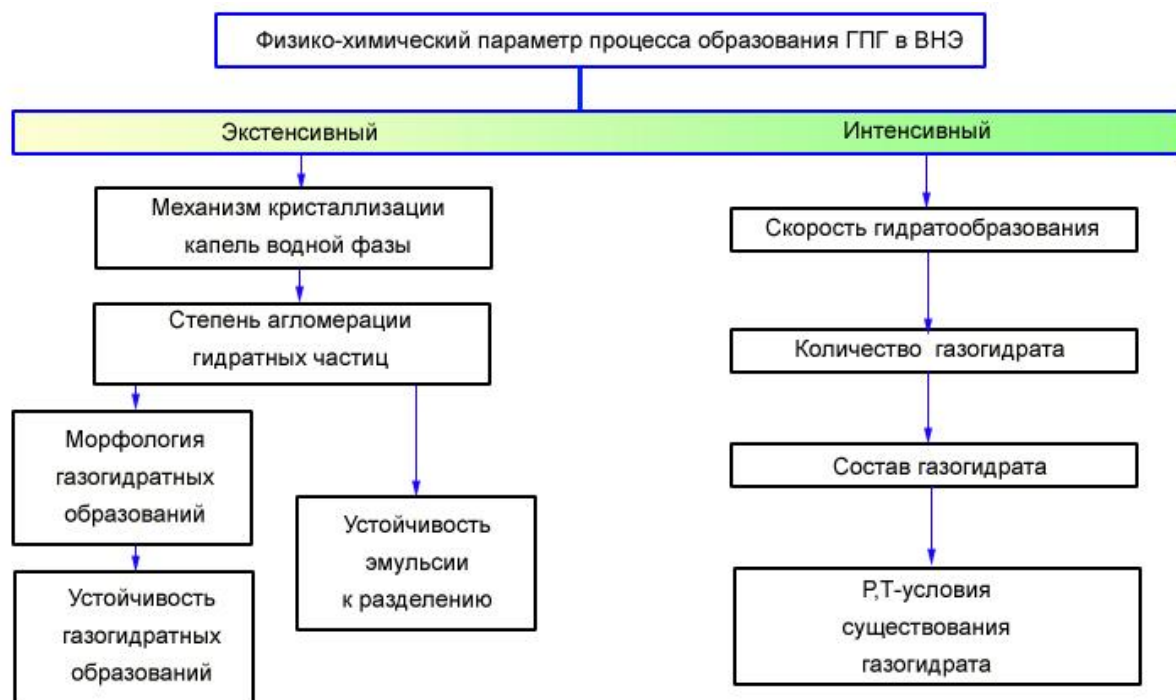 Физико-химический параметр процесса образования ГПГ в ВНЭ
Экстенсивный
Интенсивный
Механизм кристаллизации
капель водной фазы
Степень агломерации
гидратных частиц
Морфология
газогидратных
образований
Устойчивость
газогидратных
образований
Устойчивость
эмульсии
к разделению
Скорость гидратообразования
Количество газогидрата
Состав газогидрата
Р,Т-условия
существования
газогидрата